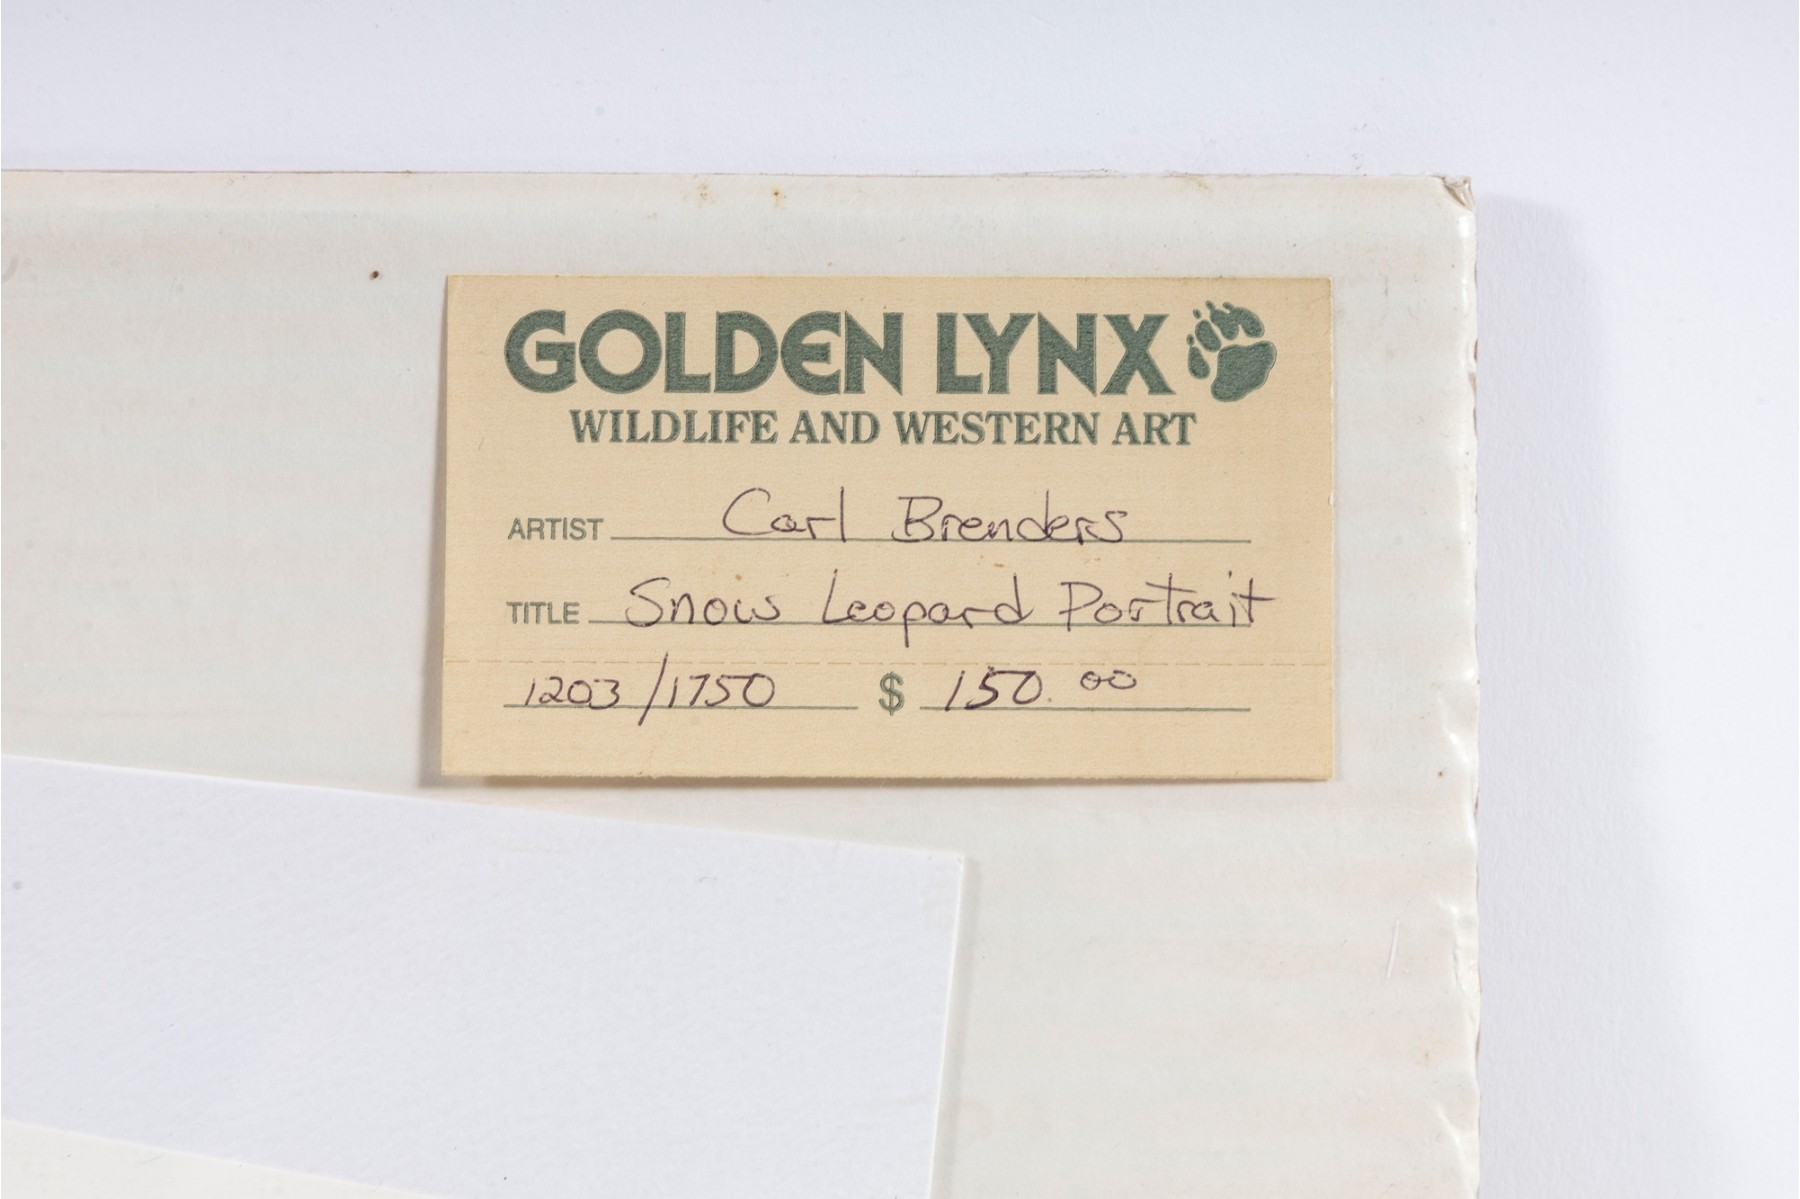 GOLDEN LYNX
WILDLIFE AND WESTERN ART
ARTIST Carl Brenders
TITLE Snow Leopard Portrait
1203/1750 $ 150.00